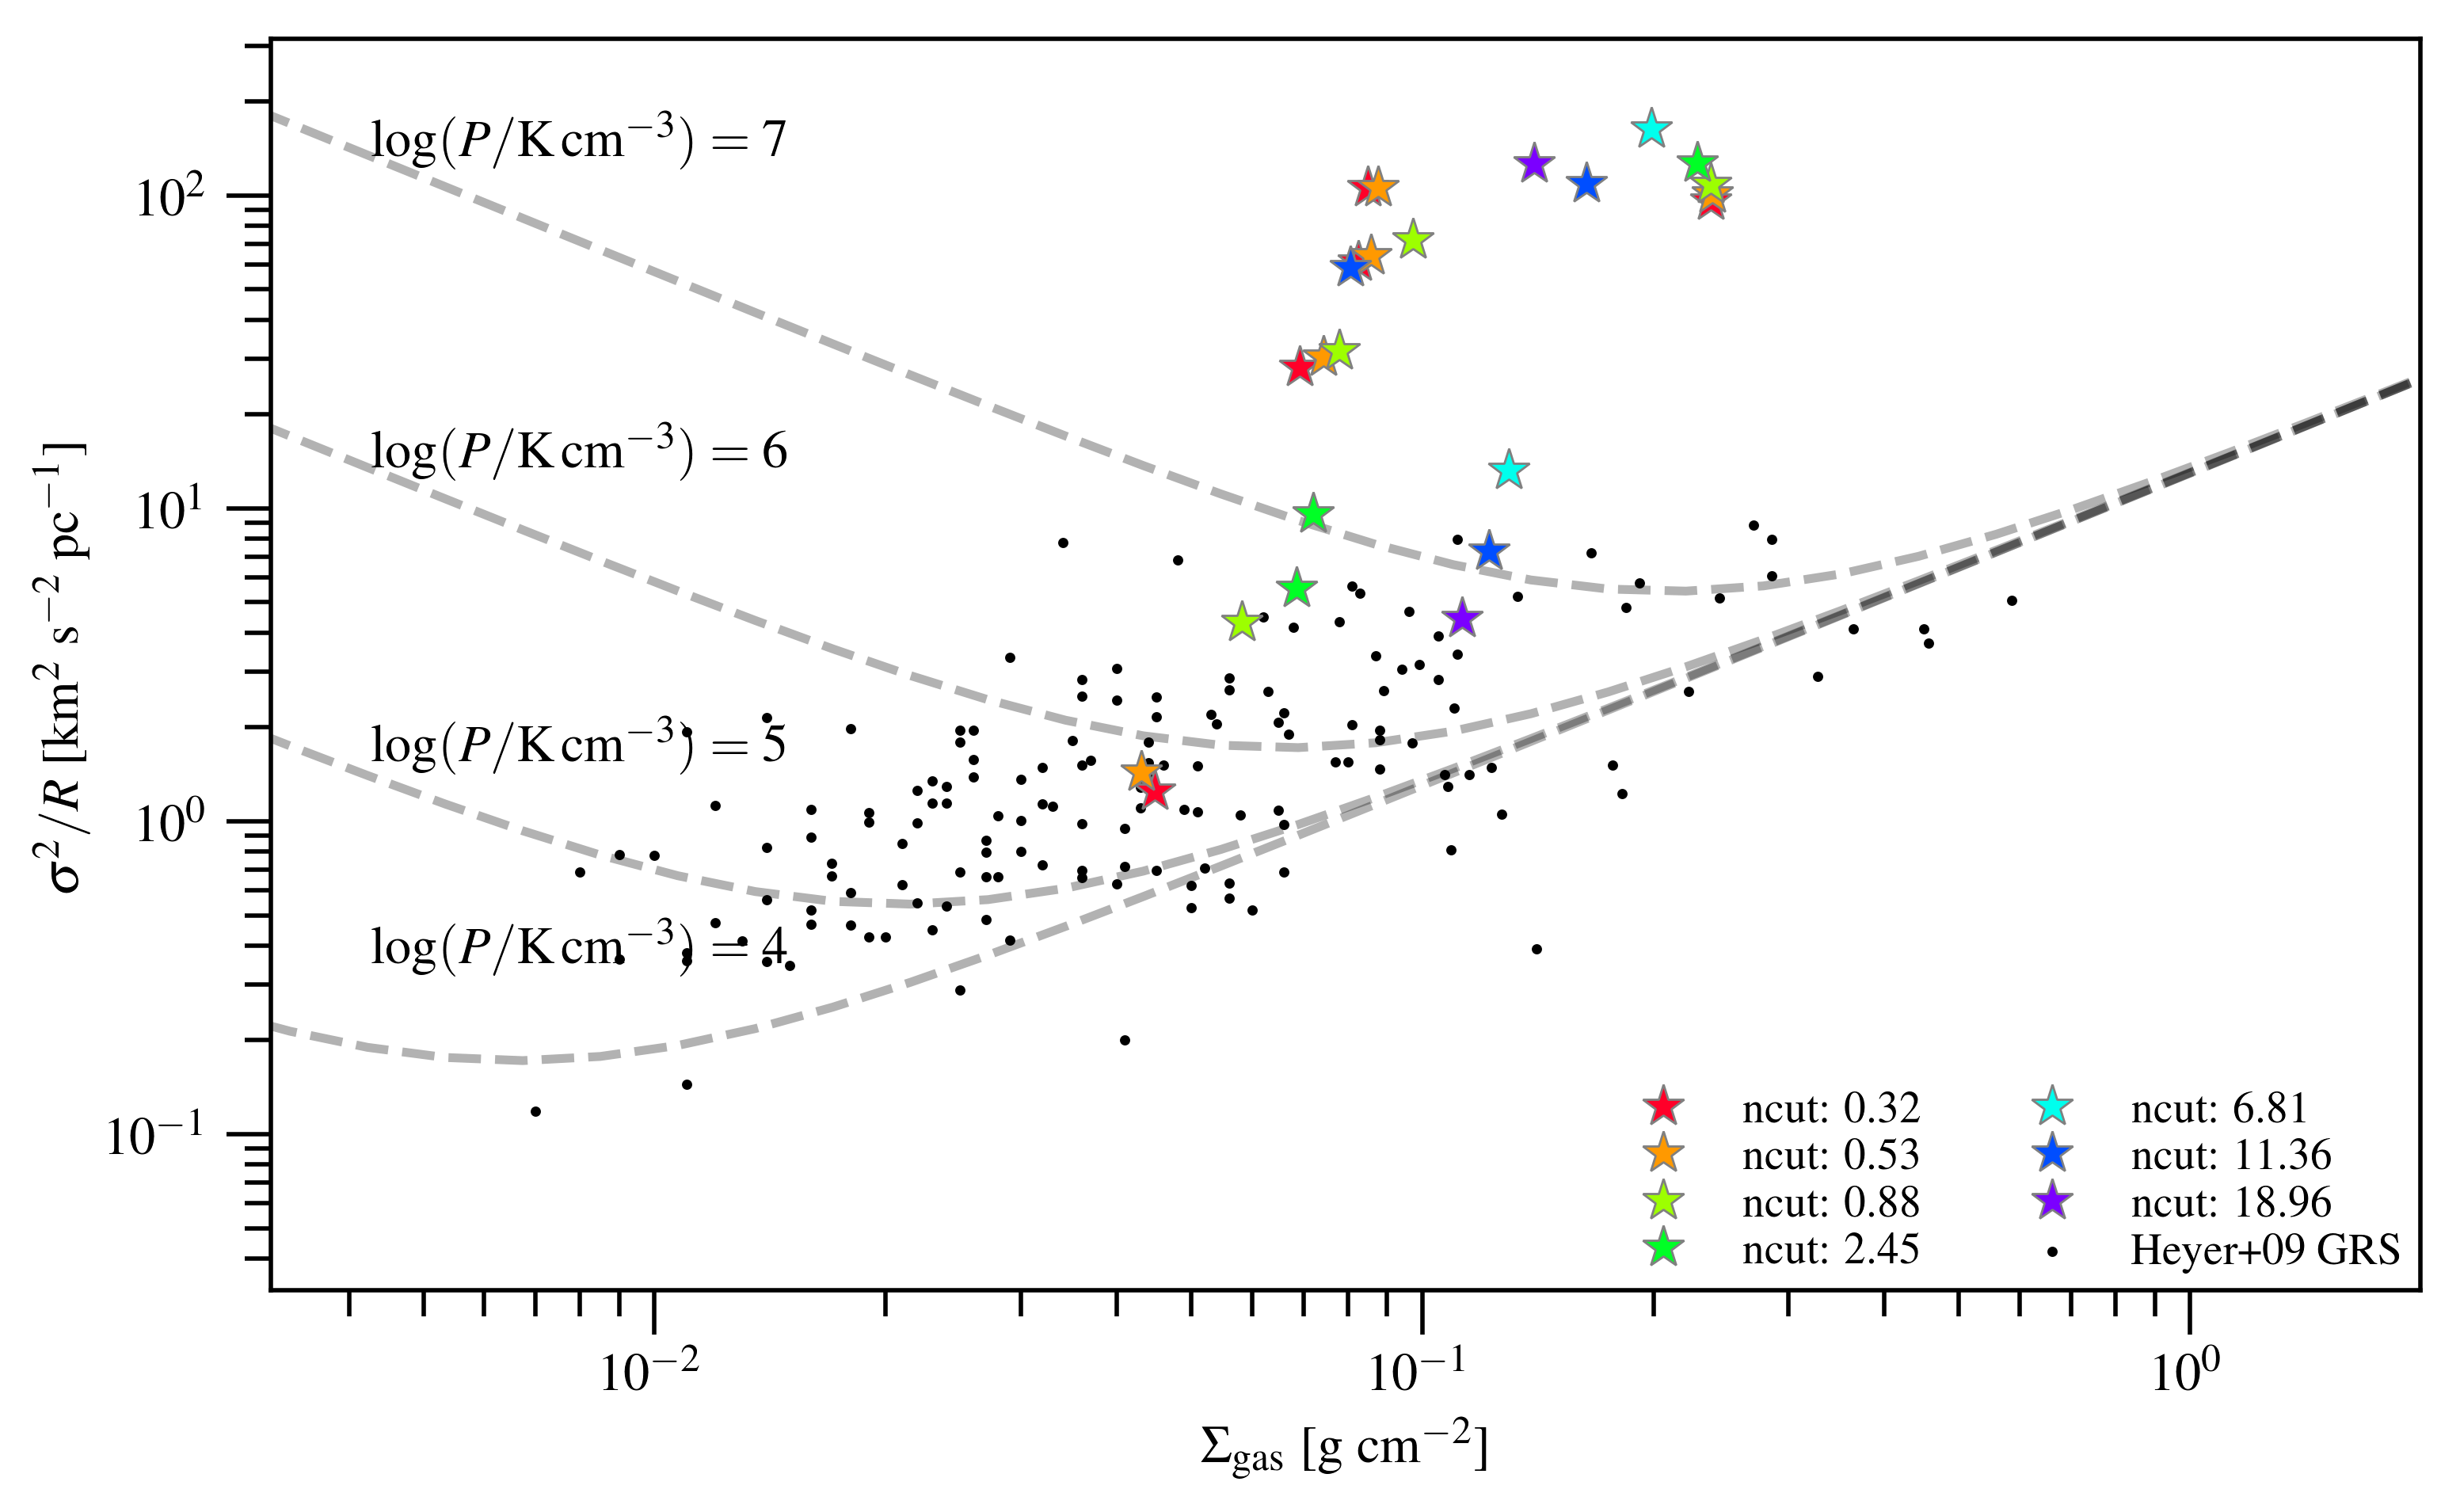 log(P/K cm⁻³) = 7
log(P/K cm⁻³) = 6
log(P/K cm⁻³) = 5
log(P/K cm⁻³) = 4
10²
10¹
10⁰
10⁻¹
σ²/R [km² s⁻² pc⁻¹]
ncut: 0.32
ncut: 0.53
ncut: 0.88
ncut: 2.45
ncut: 6.81
ncut: 11.36
ncut: 18.96
Heyer+09 GRS
10⁻² 10⁻¹ 10⁰
Σgas [g cm⁻²]